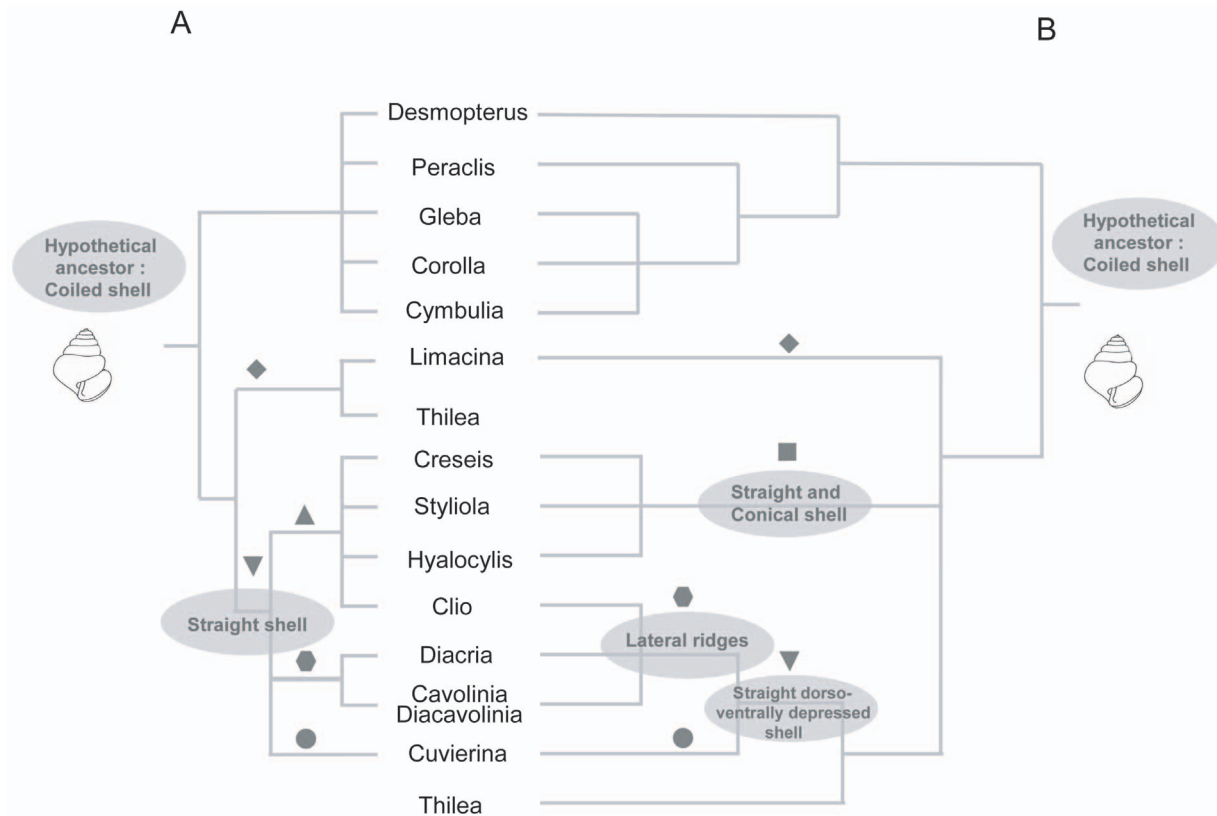 A
B
Desmopterus
Peraclis
Gleba
Corolla
Cymbulia
Limacina
Thilea
Creseis
Styliola
Hyalocylis
Clio
Diacria
Cavolinia
Diacavolinia
Cuvierina
Thilea
Hypothetical
ancestor :
Coiled shell
Straight shell
Hypothetical
ancestor :
Coiled shell
Straight and
Conical shell
Lateral ridges
Straight dorso-
ventrally depressed
shell